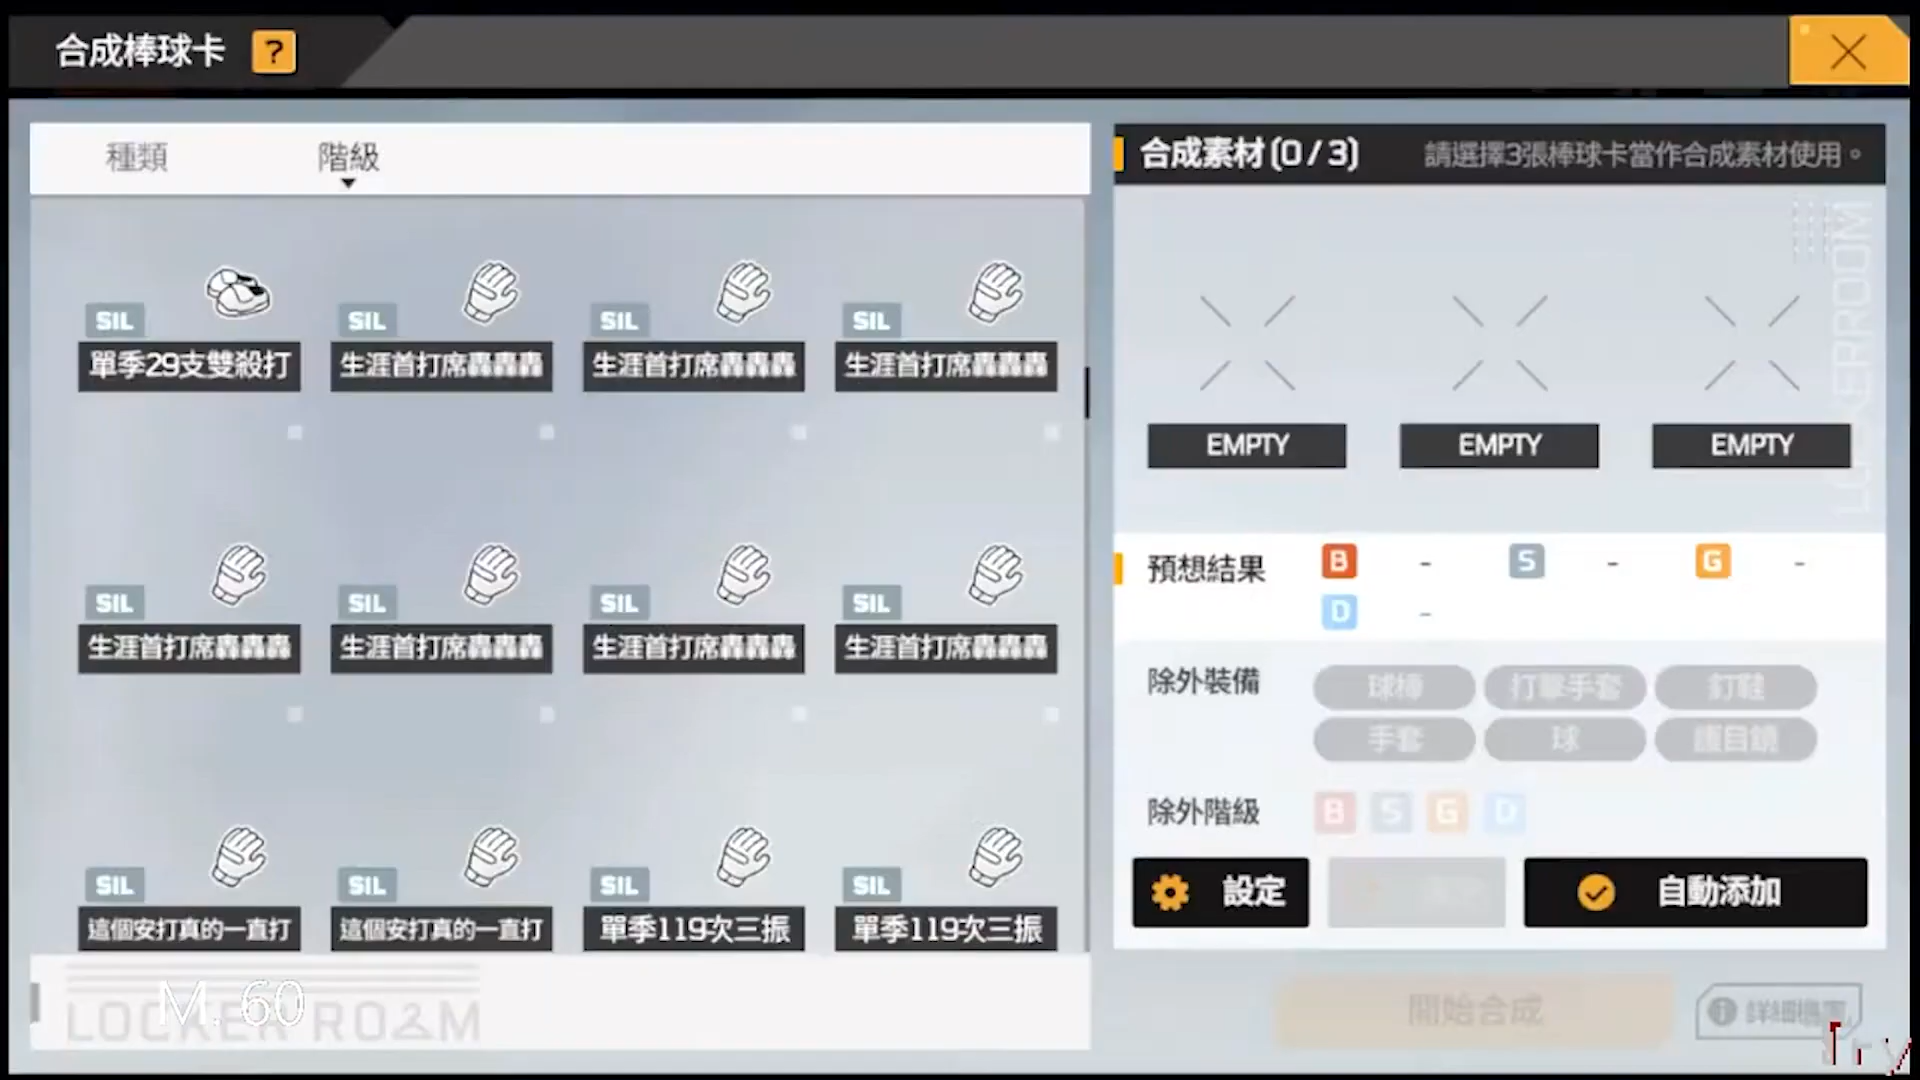 合成棒球卡 ?
種類 階級
SIL SIL SIL SIL
單季29支雙殺打 生涯首打席轟轟轟 生涯首打席轟轟轟 生涯首打席轟轟轟
SIL SIL SIL SIL
生涯首打席轟轟轟 生涯首打席轟轟轟 生涯首打席轟轟轟 生涯首打席轟轟轟
SIL SIL SIL SIL
這個安打真的一直打 這個安打真的一直打 單季119次三振 單季119次三振
LOCKER ROOM
M. 60
合成素材(0/3) 請選擇3張棒球卡當作合成素材使用。
LOCKERROOM
EMPTY EMPTY EMPTY
預想結果 B - S - G -
D -
除外裝備 球棒 打擊手套 釘鞋
手套 球 護目鏡
除外階級 B S G D
設定 自動添加
開始合成 詳細機率
Try